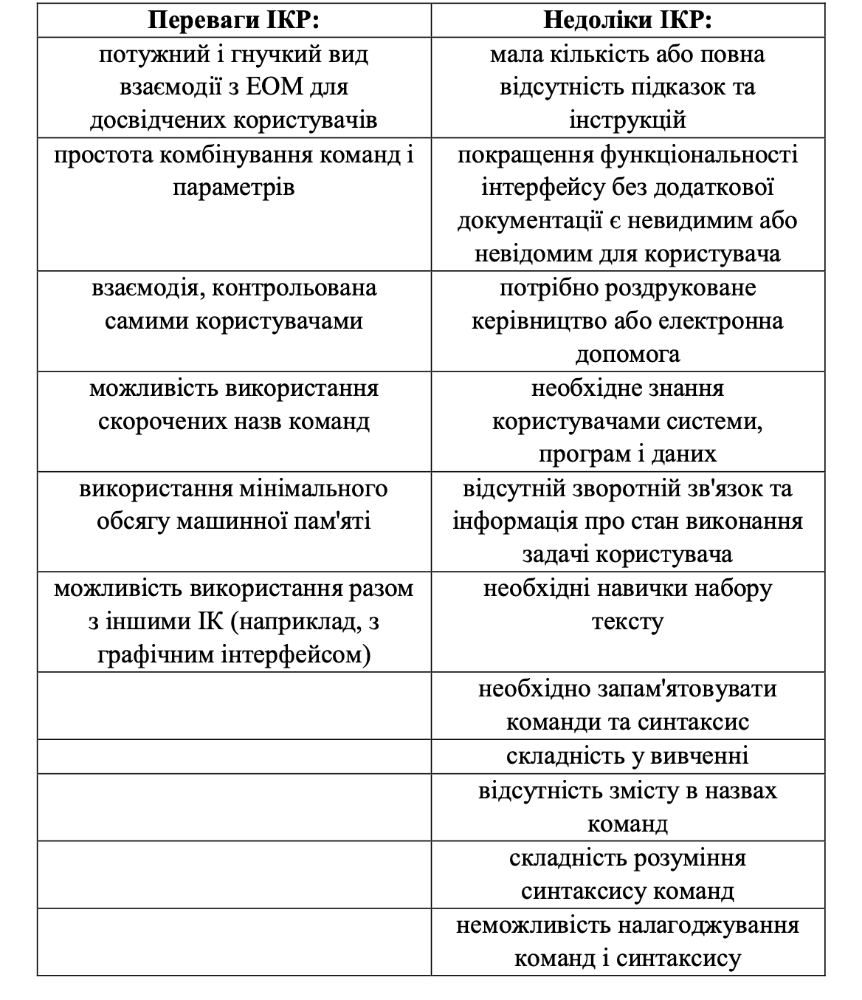 Переваги ІКР:
Недоліки ІКР:
потужний і гнучкий вид
взаємодії з ЕОМ для
досвідчених користувачів
мала кількість або повна
відсутність підказок та
інструкцій
простота комбінування команд і
параметрів
покращення функціональності
інтерфейсу без додаткової
документації є невидимим або
невідомим для користувача
взаємодія, контрольована
самими користувачами
потрібно роздруковане
керівництво або електронна
допомога
можливість використання
скорочених назв команд
необхідне знання
користувачами системи,
програм і даних
використання мінімального
обсягу машинної пам'яті
відсутній зворотній зв'язок та
інформація про стан виконання
задачі користувача
можливість використання разом
з іншими ІК (наприклад, з
графічним інтерфейсом)
необхідні навички набору
тексту
необхідно запам'ятовувати
команди та синтаксис
складність у вивченні
відсутність змісту в назвах
команд
складність розуміння
синтаксису команд
неможливість налагоджування
команд і синтаксису